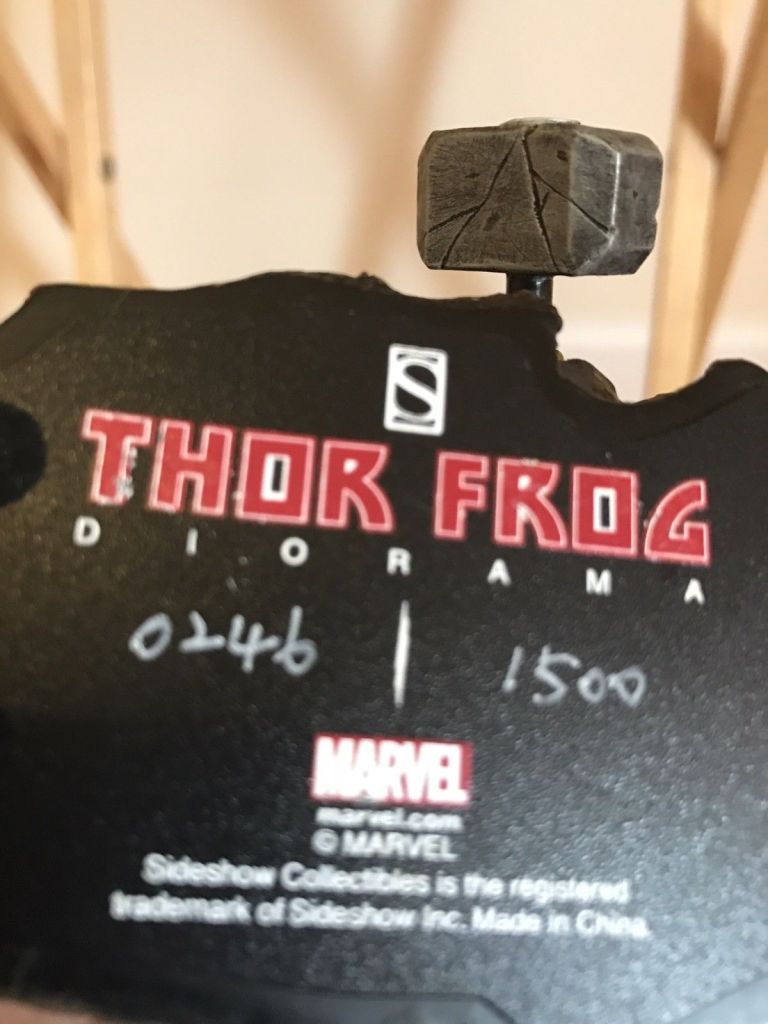 S
THOR FROG
DIORAMA
0246 | 1500
MARVEL
marvel.com
© MARVEL
Sideshow Collectibles is the registered
trademark of Sideshow Inc. Made in China.